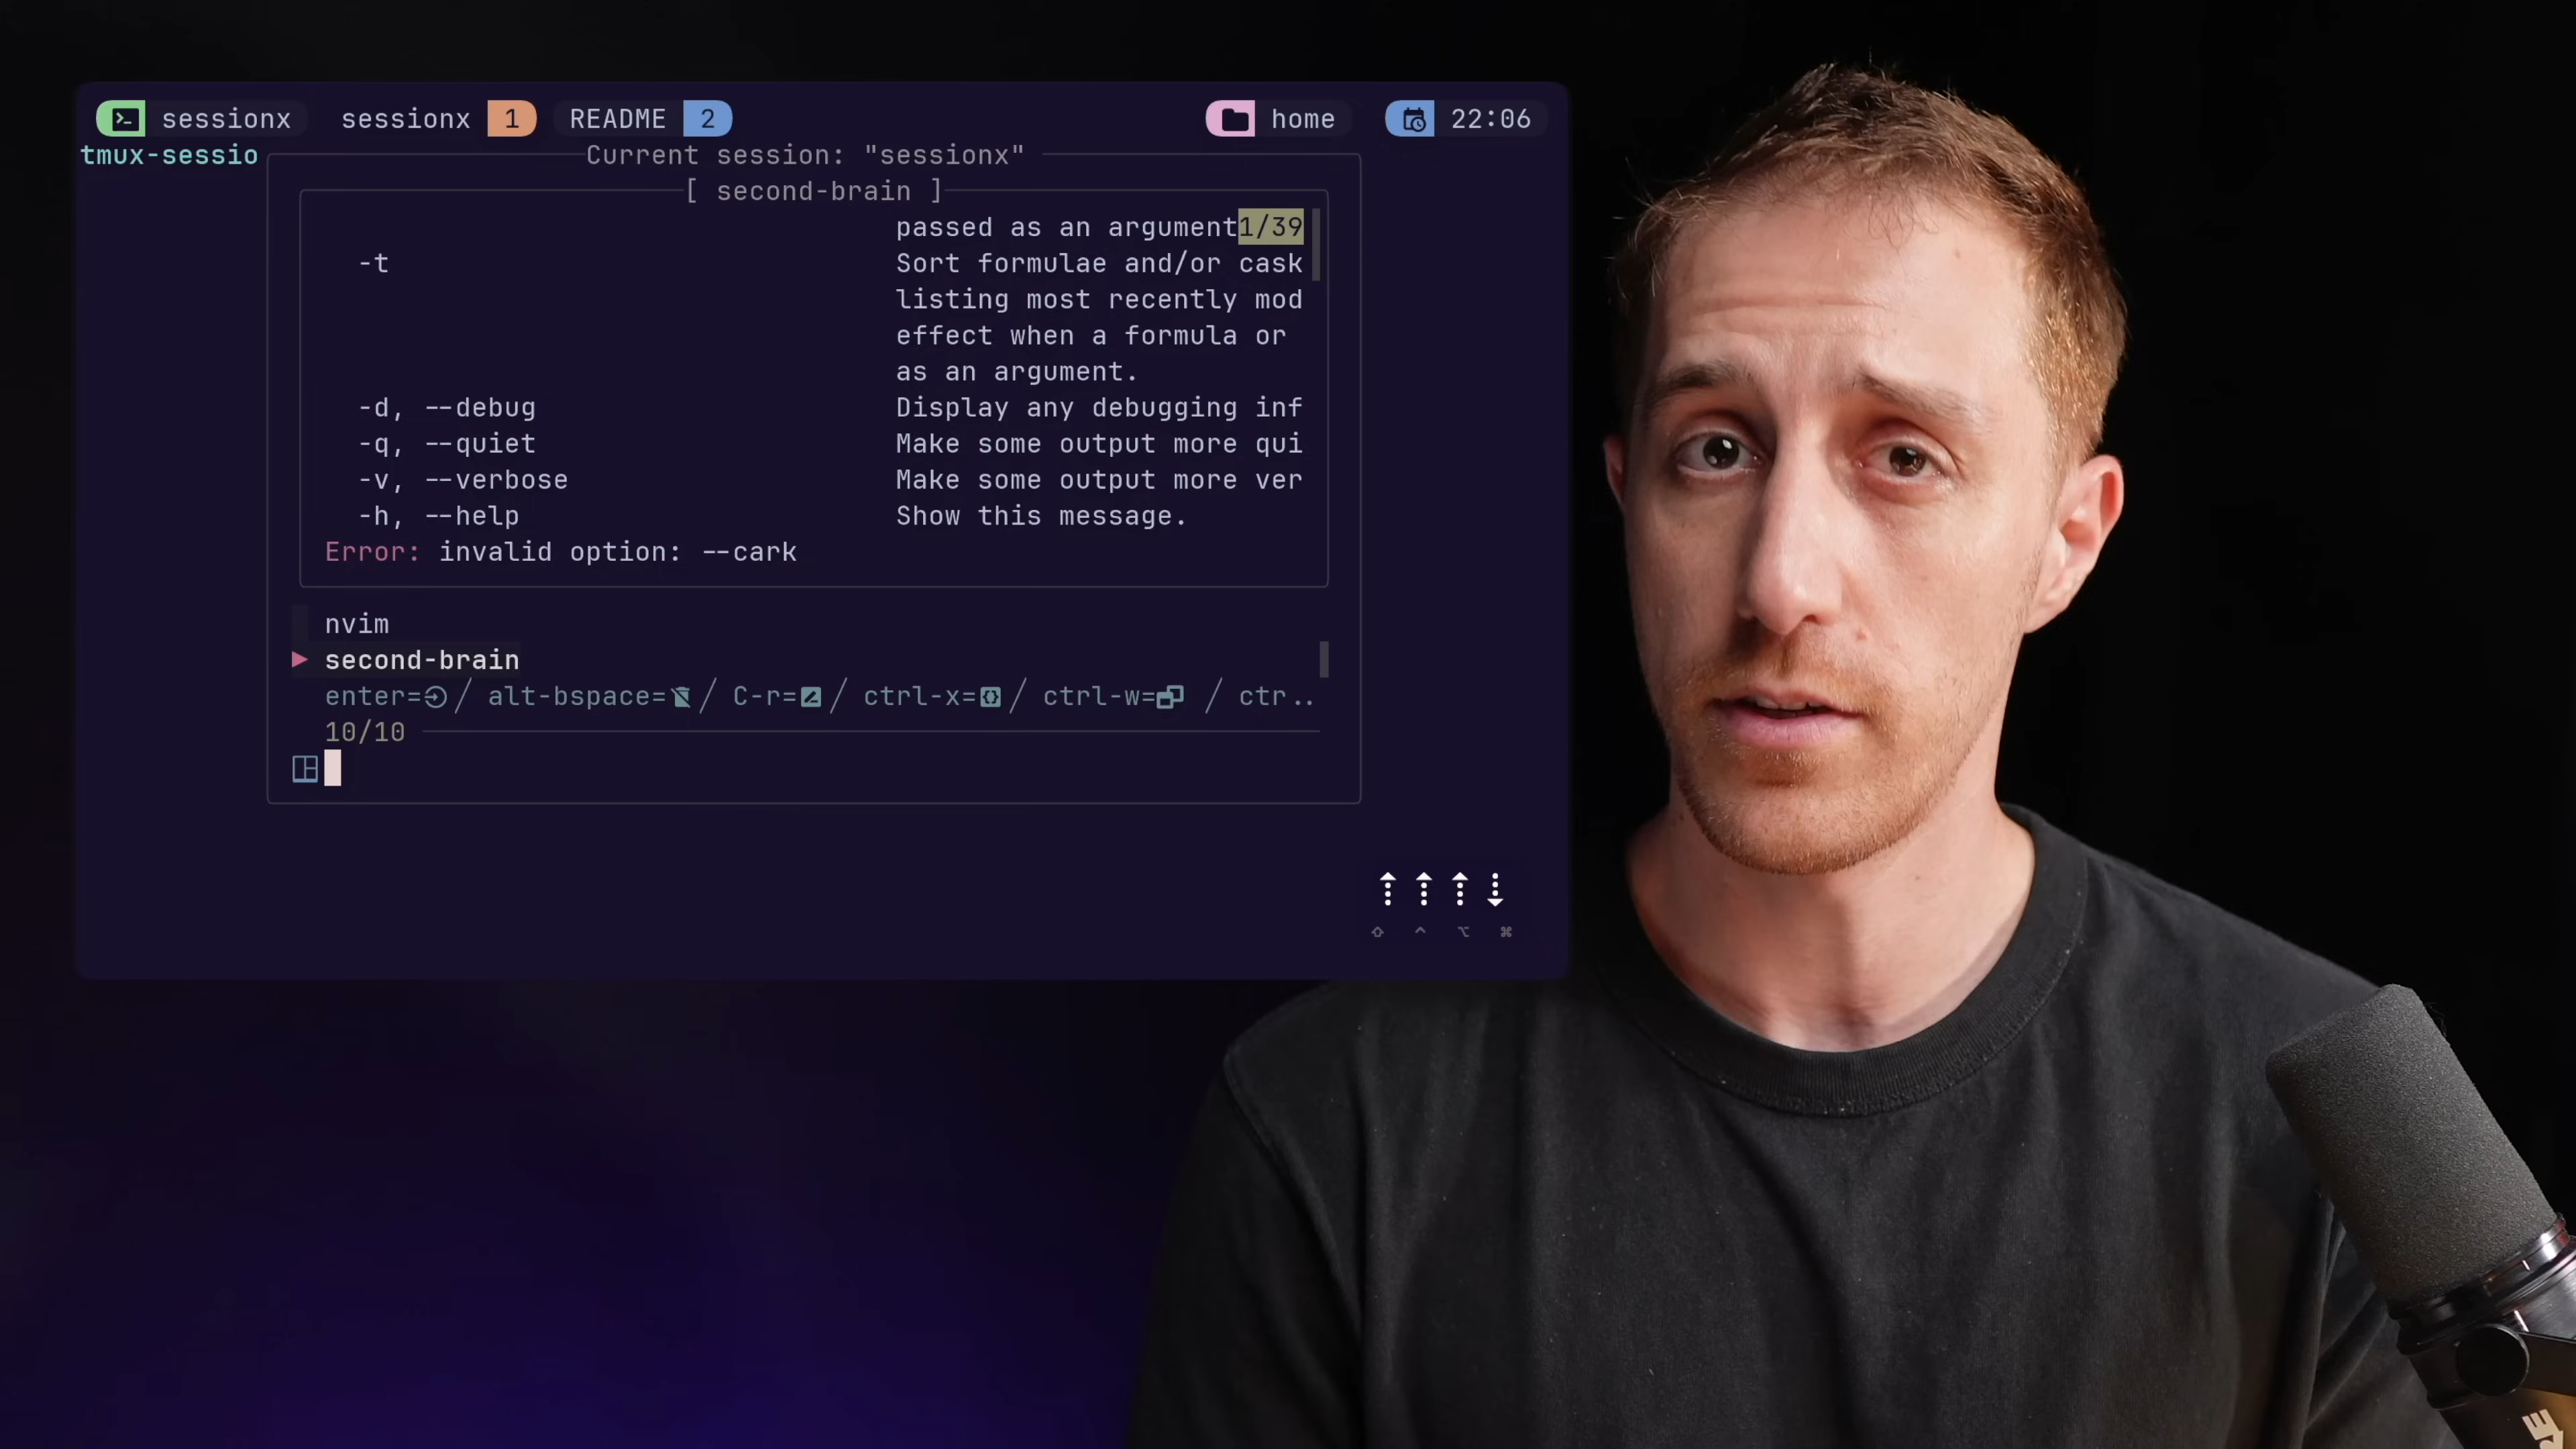 sessionx sessionx 1 README 2 home 22:06
tmux-sessio
Current session: "sessionx"
[ second-brain ]
passed as an argument 1/39
-t Sort formulae and/or cask
listing most recently mod
effect when a formula or
as an argument.
-d, --debug Display any debugging inf
-q, --quiet Make some output more qui
-v, --verbose Make some output more ver
-h, --help Show this message.
Error: invalid option: --cark
nvim
second-brain
enter= / alt-bspace= / C-r= / ctrl-x= / ctrl-w= / ctr..
10/10